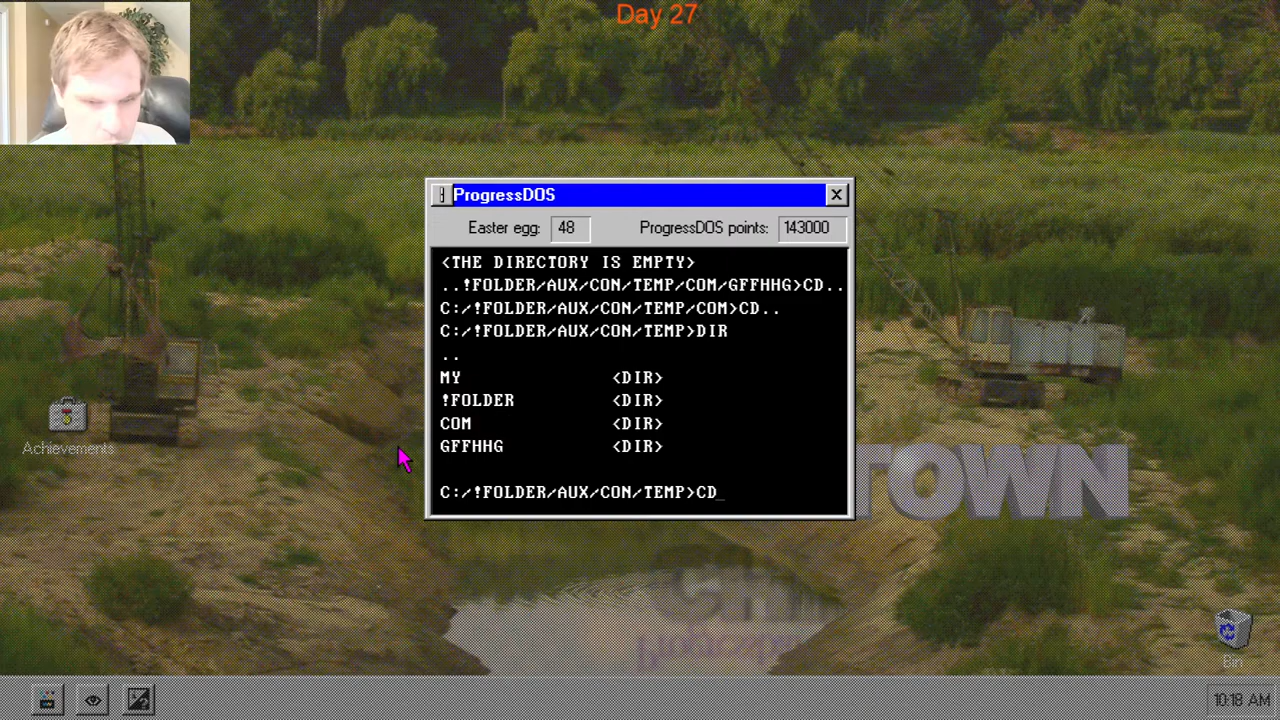 Day 27
ProgressDOS
Easter egg: 48 ProgressDOS points: 143000
<THE DIRECTORY IS EMPTY>
..!FOLDER/AUX/CON/TEMP/COM/GFFHHG>CD..
C:/!FOLDER/AUX/CON/TEMP/COM>CD..
C:/!FOLDER/AUX/CON/TEMP>DIR
..
MY <DIR>
!FOLDER <DIR>
COM <DIR>
GFFHHG <DIR>
C:/!FOLDER/AUX/CON/TEMP>CD_
Achievements
TOWN
Bin
10:18 AM